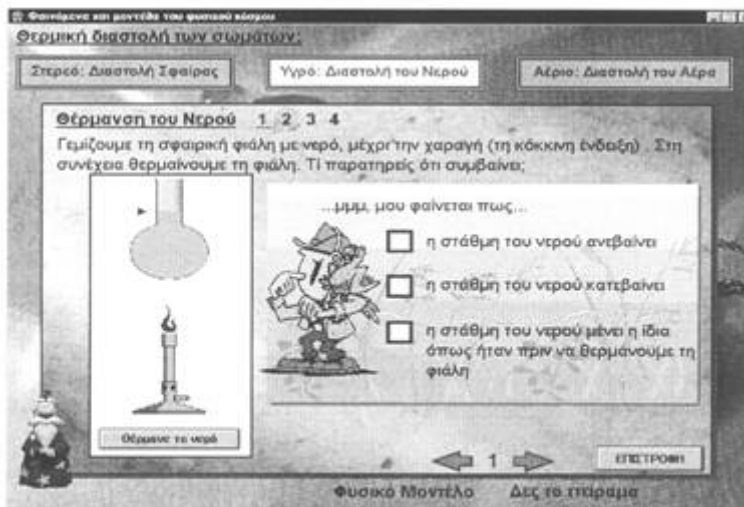 Φαινόμενα και μοντέλα του φυσικού κόσμου
Θερμική διαστολή των σωμάτων:
Στερεό: Διαστολή Σφαίρας
Υγρό: Διαστολή του Νερού
Αέριο: Διαστολή του Αέρα
Θέρμανση του Νερού 1 2 3 4
Γεμίζουμε τη σφαιρική φιάλη με νερό, μέχρι την χαραγή (τη κόκκινη ένδειξη) . Στη
συνέχεια θερμαίνουμε τη φιάλη. Τί παρατηρείς ότι συμβαίνει;
...μμμ, μου φαίνεται πως...
η στάθμη του νερού ανεβαίνει
η στάθμη του νερού κατεβαίνει
η στάθμη του νερού μένει η ίδια
όπως ήταν πριν να θερμάνουμε τη
φιάλη
Θέρμανε το νερό
1
ΕΠΙΣΤΡΟΦΗ
Φυσικό Μοντέλο Δες το πείραμα